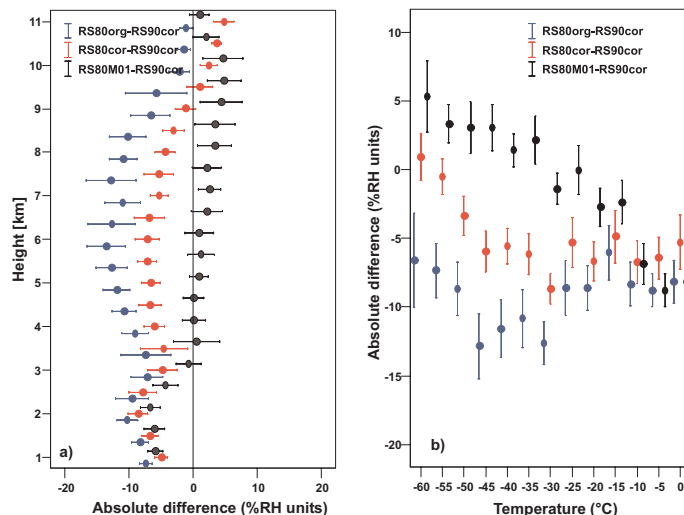 RS80org-RS90cor
RS80cor-RS90cor
RS80M01-RS90cor
11
10
9
8
7
6
5
4
3
2
1
Height [km]
a)
-20
-10
0
10
20
Absolute difference (%RH units)
RS80org-RS90cor
RS80cor-RS90cor
RS80M01-RS90cor
10
5
0
-5
-10
-15
-20
Absolute difference (%RH units)
b)
-60 -55 -50 -45 -40 -35 -30 -25 -20 -15 -10 -5 0
Temperature (°C)